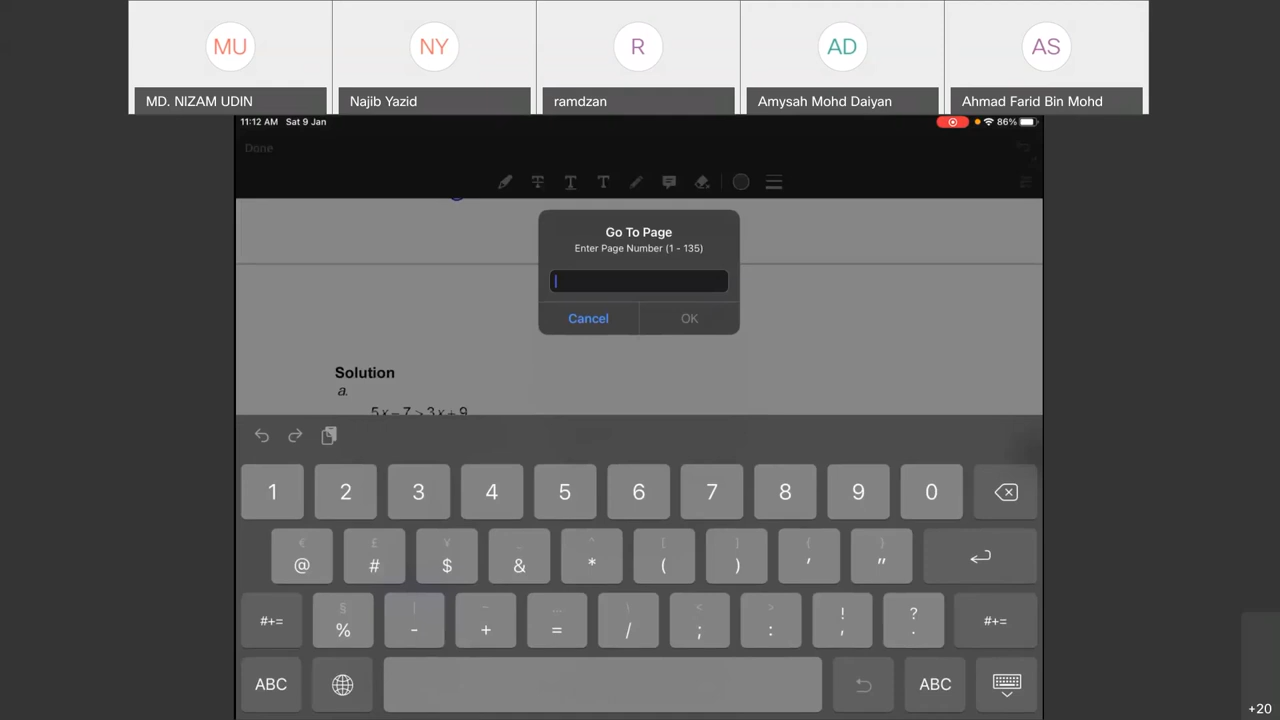 MU
NY
R
AD
AS
MD. NIZAM UDIN
Najib Yazid
ramdzan
Amysah Mohd Daiyan
Ahmad Farid Bin Mohd
11:12 AM Sat 9 Jan
86%
Done
T T T
Go To Page
Enter Page Number (1 - 135)
Cancel
OK
Solution
a.
5x – 7 > 3x + 9
1 2 3 4 5 6 7 8 9 0
€ £ ¥ _ ^ [ ] { }
@ # $ & * ( ) ' "
§ | ~ … \ < > ! ?
#+= % - + = / ; : , . #+=
ABC
ABC
+20